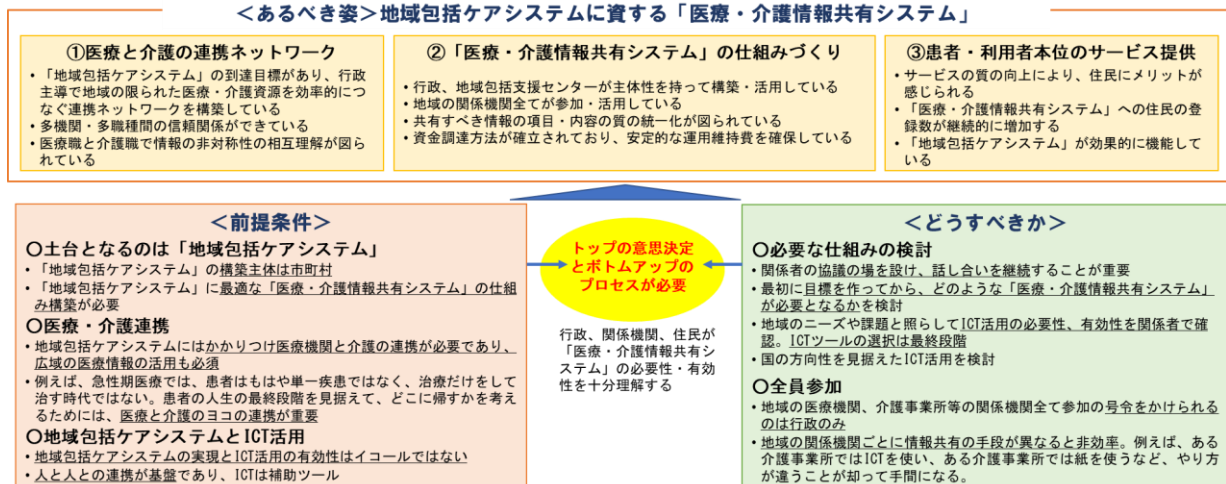 ＜あるべき姿＞地域包括ケアシステムに資する「医療・介護情報共有システム」
①医療と介護の連携ネットワーク
・「地域包括ケアシステム」の到達目標があり、行政
主導で地域の限られた医療・介護資源を効率的につ
なぐ連携ネットワークを構築している
・多機関・多職種間の信頼関係ができている
・医療職と介護職で情報の非対称性の相互理解が図ら
れている
②「医療・介護情報共有システム」の仕組みづくり
・行政、地域包括支援センターが主体性を持って構築・活用している
・地域の関係機関全てが参加・活用している
・共有すべき情報の項目・内容の質の統一化が図られている
・資金調達方法が確立されており、安定的な運用維持費を確保している
③患者・利用者本位のサービス提供
・サービスの質の向上により、住民にメリットが
感じられる
・「医療・介護情報共有システム」への住民の登
録数が継続的に増加する
・「地域包括ケアシステム」が効果的に機能して
いる
＜前提条件＞
〇土台となるのは「地域包括ケアシステム」
・「地域包括ケアシステム」の構築主体は市町村
・「地域包括ケアシステム」に最適な「医療・介護情報共有システム」の仕組
み構築が必要
〇医療・介護連携
・地域包括ケアシステムにはかかりつけ医療機関と介護の連携が必要であり、
広域の医療情報の活用も必須
・例えば、急性期医療では、患者はもはや単一疾患ではなく、治療だけをして
治す時代ではない。患者の人生の最終段階を見据えて、どこに帰すかを考え
るためには、医療と介護のヨコの連携が重要
〇地域包括ケアシステムとICT活用
・地域包括ケアシステムの実現とICT活用の有効性はイコールではない
・人と人との連携が基盤であり、ICTは補助ツール
トップの意思決定
とボトムアップの
プロセスが必要
行政、関係機関、住民が
「医療・介護情報共有シ
ステム」の必要性・有効
性を十分理解する
＜どうすべきか＞
〇必要な仕組みの検討
・関係者の協議の場を設け、話し合いを継続することが重要
・最初に目標を作ってから、どのような「医療・介護情報共有システム」
が必要となるかを検討
・地域のニーズや課題と照らしてICT活用の必要性、有効性を関係者で確
認。ICTツールの選択は最終段階
・国の方向性を見据えたICT活用を検討
〇全員参加
・地域の医療機関、介護事業所等の関係機関全て参加の号令をかけられる
のは行政のみ
・地域の関係機関ごとに情報共有の手段が異なると非効率。例えば、ある
介護事業所ではICTを使い、ある介護事業所では紙を使うなど、やり方
が違うことが却って手間になる。